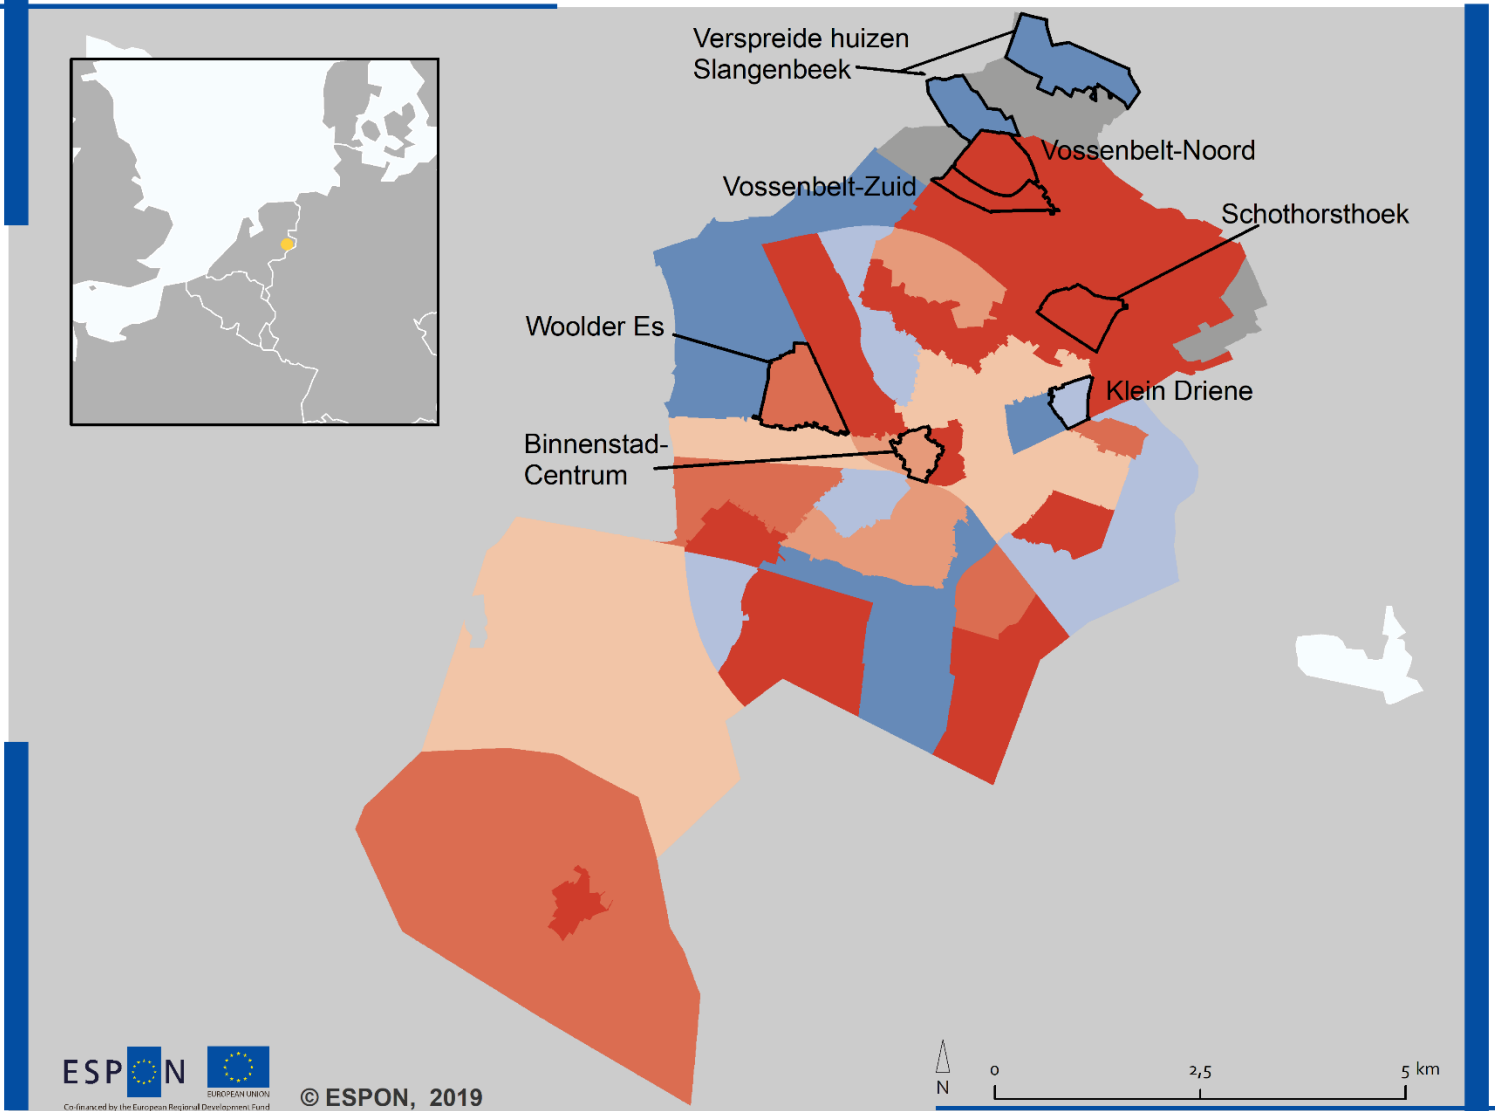 Verspreide huizen
Slangenbeek
Vossenbelt-Noord
Vossenbelt-Zuid
Schothorsthoek
Woolder Es
Klein Driene
Binnenstad-
Centrum
ESPON
EUROPEAN UNION
Co-financed by the European Regional Development Fund
© ESPON, 2019
N
0 2,5 5 km